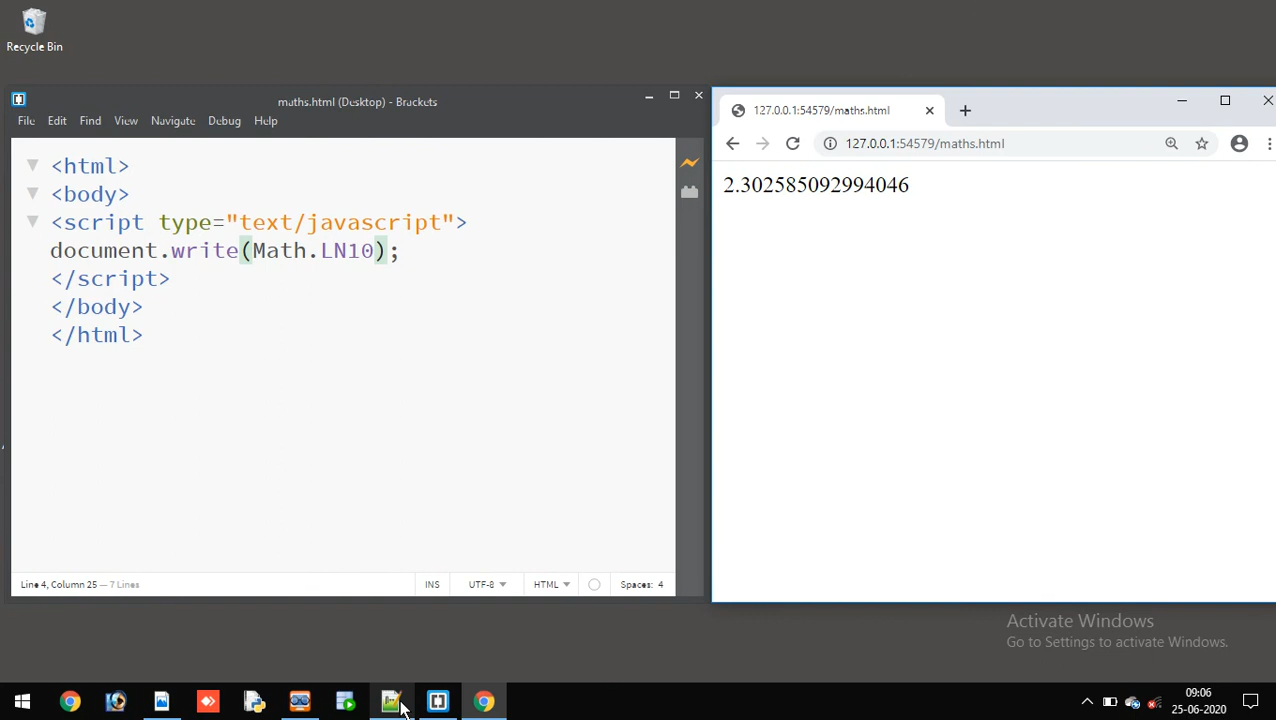 Recycle Bin
maths.html (Desktop) - Brackets
File Edit Find View Navigate Debug Help
<html>
<body>
<script type="text/javascript">
document.write(Math.LN10);
</script>
</body>
</html>
Line 4, Column 25 — 7 Lines
INS UTF-8 HTML Spaces: 4
127.0.0.1:54579/maths.html
127.0.0.1:54579/maths.html
2.302585092994046
Activate Windows
Go to Settings to activate Windows.
09:06
25-06-2020